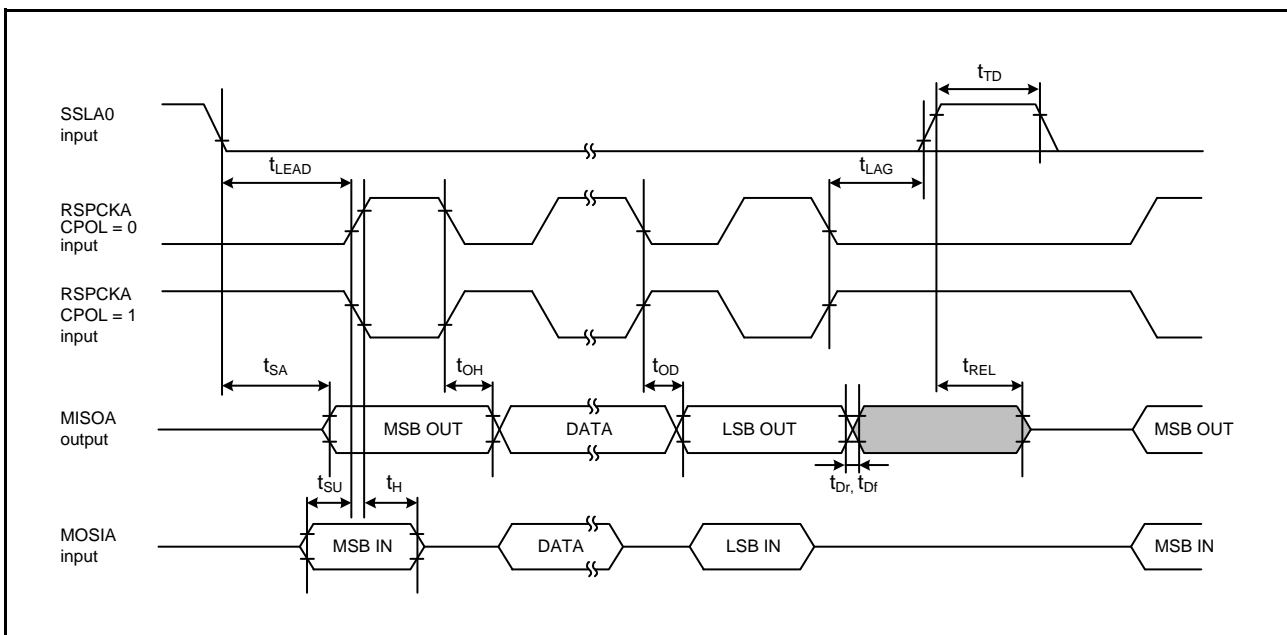 tTD
SSLA0
input
tLEAD
tLAG
RSPCKA
CPOL = 0
input
RSPCKA
CPOL = 1
input
tSA
tOH
tOD
tREL
MISOA
output
MSB OUT
DATA
LSB OUT
MSB OUT
tSU
tH
tDr, tDf
MOSIA
input
MSB IN
DATA
LSB IN
MSB IN